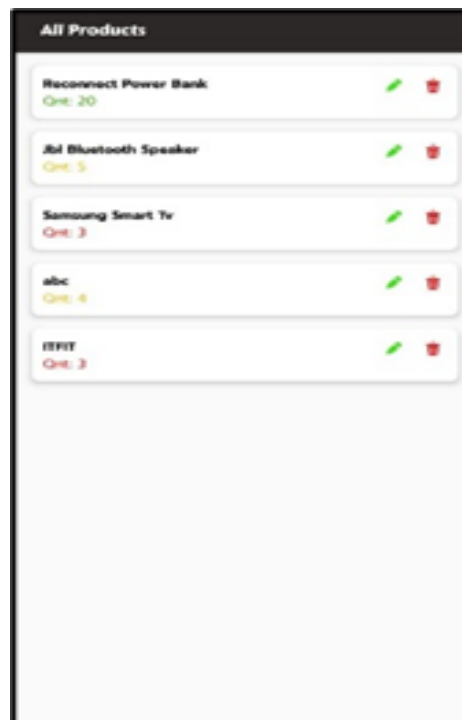 All Products
Reconnect Power Bank
Qnt: 20
Jbl Bluetooth Speaker
Qnt: 5
Samsung Smart Tv
Qnt: 3
abc
Qnt: 4
ITFIT
Qnt: 3